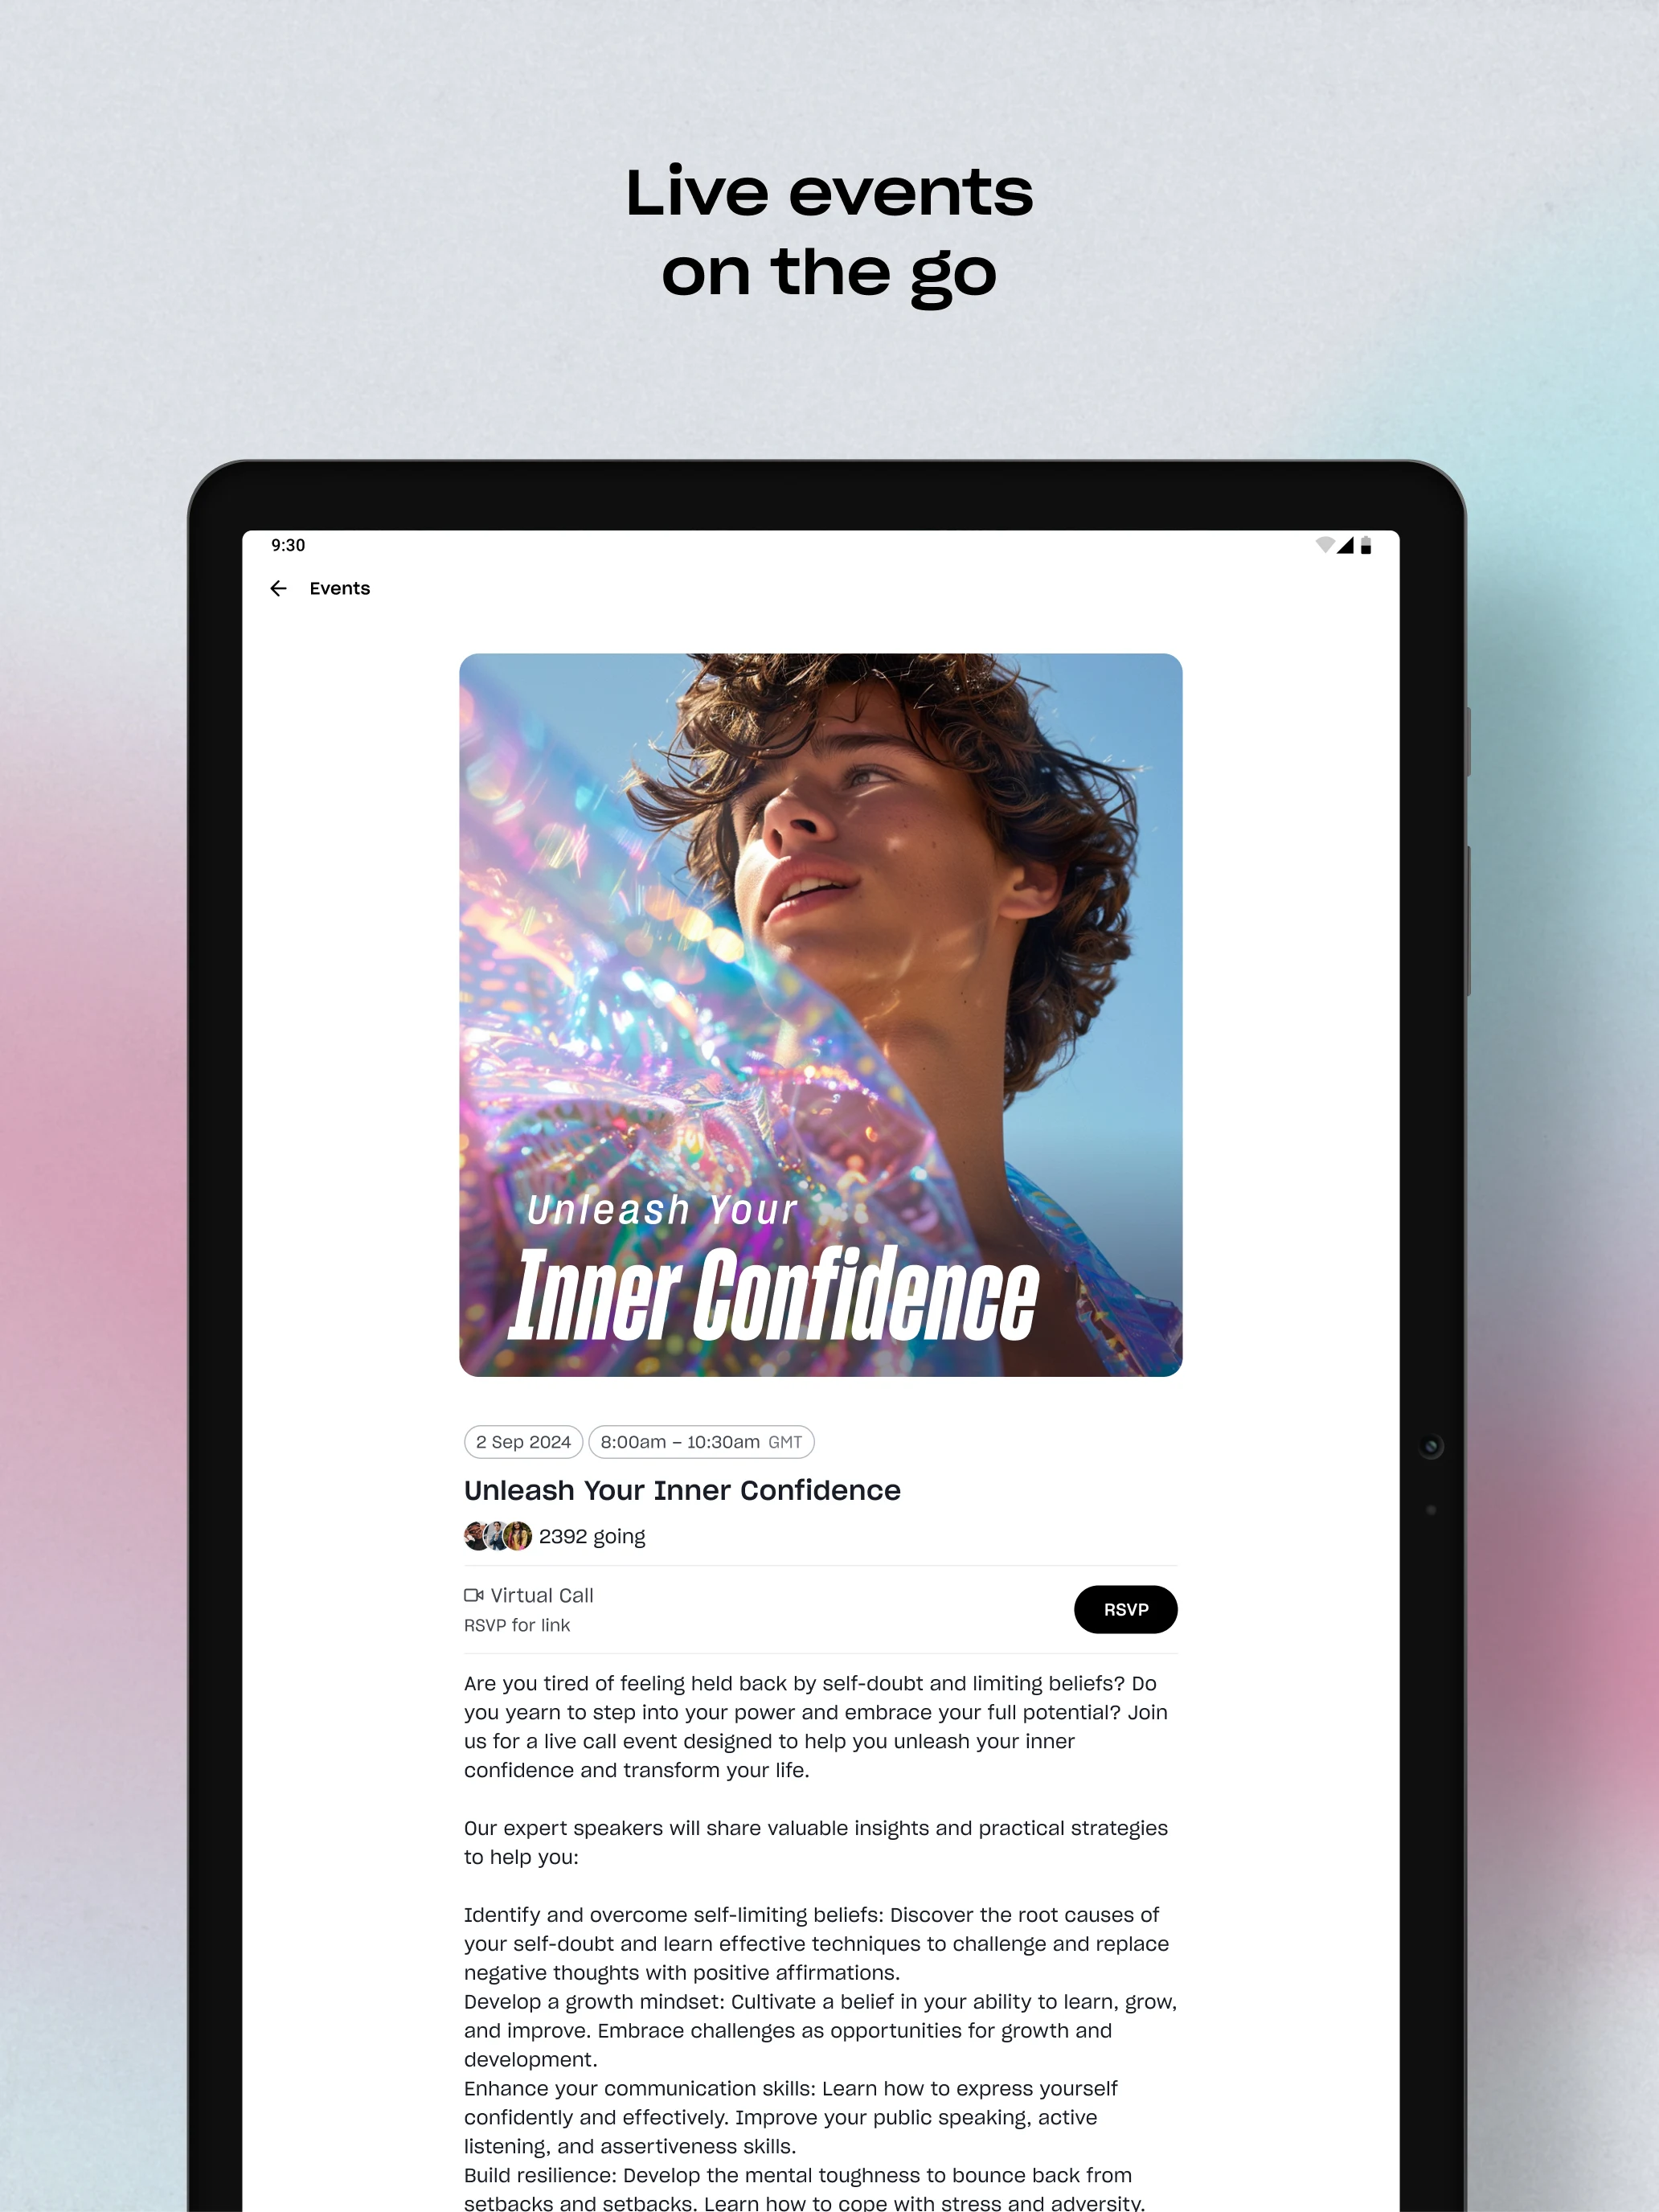 Live events
on the go
9:30
Events
Unleash Your
Inner Confidence
2 Sep 2024
8:00am – 10:30am GMT
Unleash Your Inner Confidence
2392 going
Virtual Call
RSVP for link
RSVP
Are you tired of feeling held back by self-doubt and limiting beliefs? Do
you yearn to step into your power and embrace your full potential? Join
us for a live call event designed to help you unleash your inner
confidence and transform your life.
Our expert speakers will share valuable insights and practical strategies
to help you:
Identify and overcome self-limiting beliefs: Discover the root causes of
your self-doubt and learn effective techniques to challenge and replace
negative thoughts with positive affirmations.
Develop a growth mindset: Cultivate a belief in your ability to learn, grow,
and improve. Embrace challenges as opportunities for growth and
development.
Enhance your communication skills: Learn how to express yourself
confidently and effectively. Improve your public speaking, active
listening, and assertiveness skills.
Build resilience: Develop the mental toughness to bounce back from
setbacks and setbacks. Learn how to cope with stress and adversity.